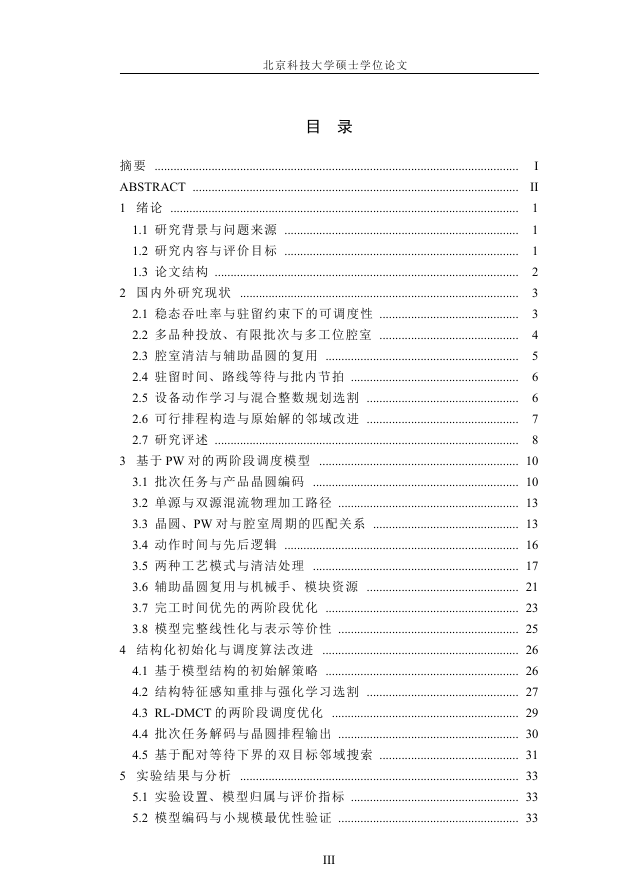 北京科技大学硕士学位论文
目 录
摘要 ........ I
ABSTRACT ........ II
1 绪论 ........ 1
1.1 研究背景与问题来源 ........ 1
1.2 研究内容与评价目标 ........ 1
1.3 论文结构 ........ 2
2 国内外研究现状 ........ 3
2.1 稳态吞吐率与驻留约束下的可调度性 ........ 3
2.2 多品种投放、有限批次与多工位腔室 ........ 4
2.3 腔室清洁与辅助晶圆的复用 ........ 5
2.4 驻留时间、路线等待与批内节拍 ........ 6
2.5 设备动作学习与混合整数规划选割 ........ 6
2.6 可行排程构造与原始解的邻域改进 ........ 7
2.7 研究评述 ........ 8
3 基于 PW 对的两阶段调度模型 ........ 10
3.1 批次任务与产品晶圆编码 ........ 10
3.2 单源与双源混流物理加工路径 ........ 13
3.3 晶圆、PW 对与腔室周期的匹配关系 ........ 13
3.4 动作时间与先后逻辑 ........ 16
3.5 两种工艺模式与清洁处理 ........ 17
3.6 辅助晶圆复用与机械手、模块资源 ........ 21
3.7 完工时间优先的两阶段优化 ........ 23
3.8 模型完整线性化与表示等价性 ........ 25
4 结构化初始化与调度算法改进 ........ 26
4.1 基于模型结构的初始解策略 ........ 26
4.2 结构特征感知重排与强化学习选割 ........ 27
4.3 RL-DMCT 的两阶段调度优化 ........ 29
4.4 批次任务解码与晶圆排程输出 ........ 30
4.5 基于配对等待下界的双目标邻域搜索 ........ 31
5 实验结果与分析 ........ 33
5.1 实验设置、模型归属与评价指标 ........ 33
5.2 模型编码与小规模最优性验证 ........ 33
III